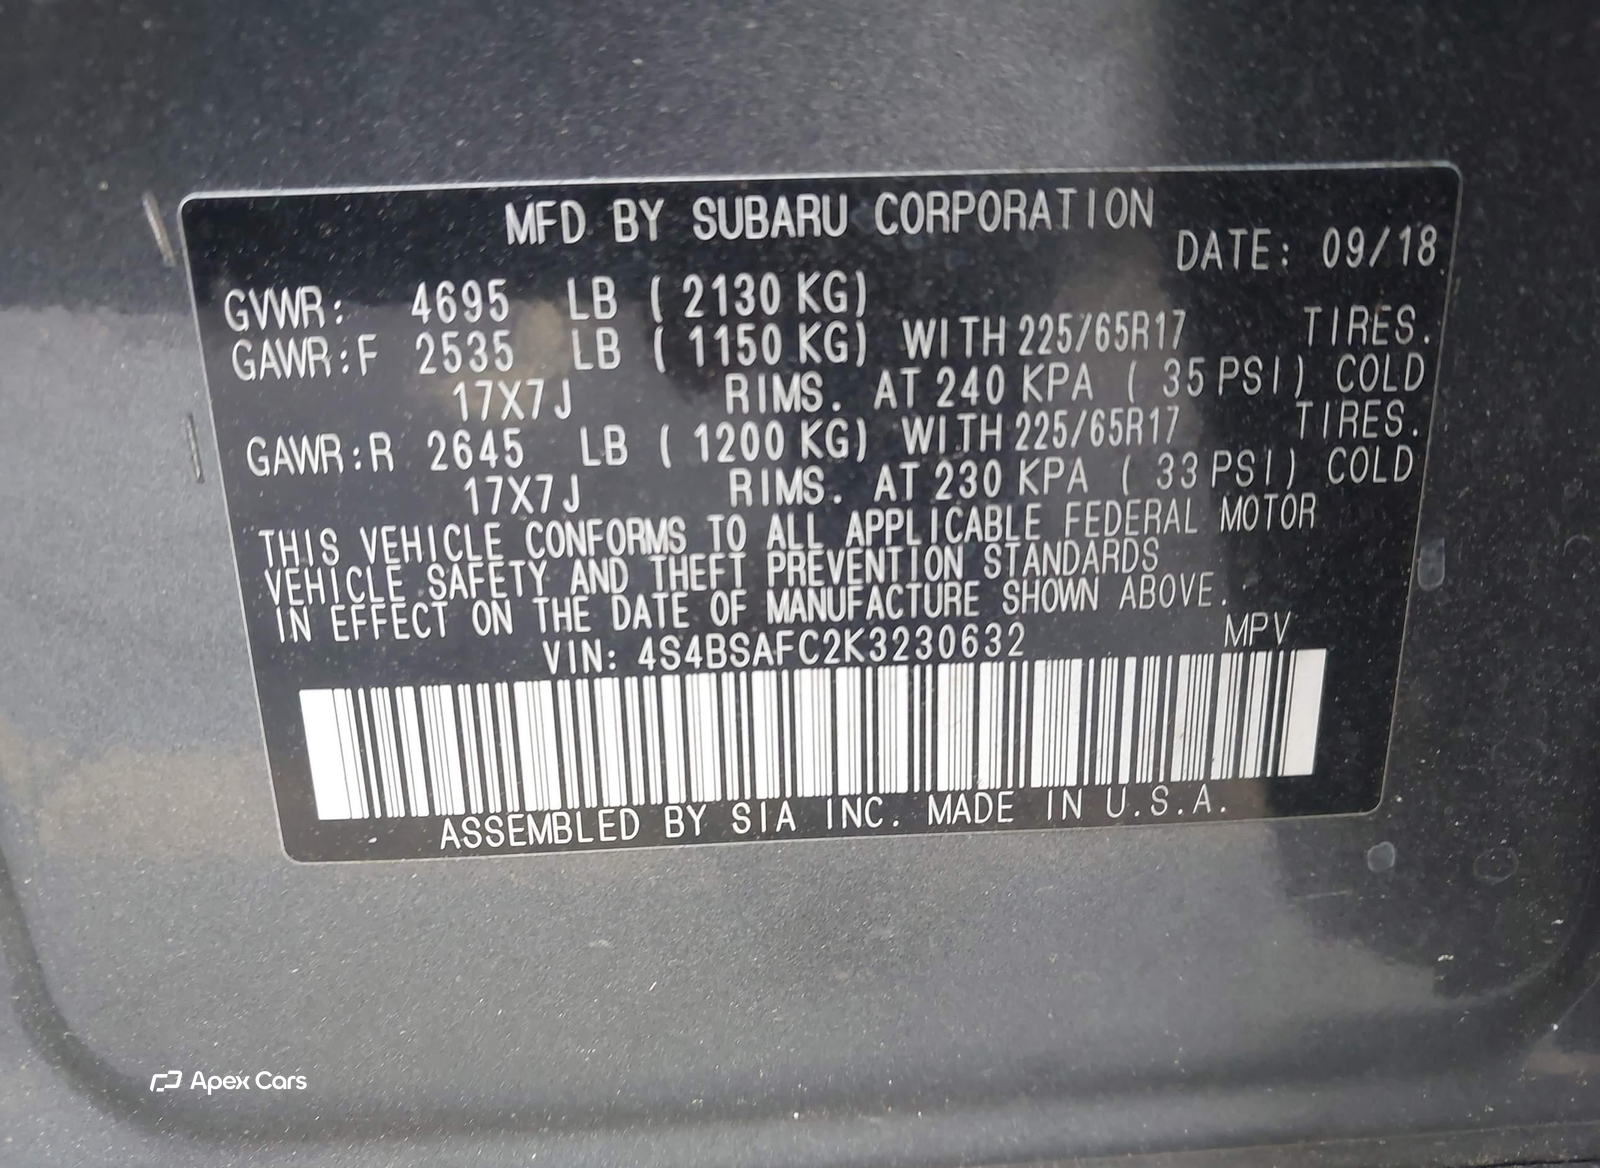 MFD BY SUBARU CORPORATION
DATE: 09/18
GVWR: 4695 LB ( 2130 KG)
GAWR:F 2535 LB ( 1150 KG) WITH 225/65R17 TIRES.
17X7J RIMS. AT 240 KPA ( 35 PSI) COLD
GAWR:R 2645 LB ( 1200 KG) WITH 225/65R17 TIRES.
17X7J RIMS. AT 230 KPA ( 33 PSI) COLD
THIS VEHICLE CONFORMS TO ALL APPLICABLE FEDERAL MOTOR
VEHICLE SAFETY AND THEFT PREVENTION STANDARDS
IN EFFECT ON THE DATE OF MANUFACTURE SHOWN ABOVE.
VIN: 4S4BSAFC2K3230632 MPV
ASSEMBLED BY SIA INC. MADE IN U.S.A.
Apex Cars